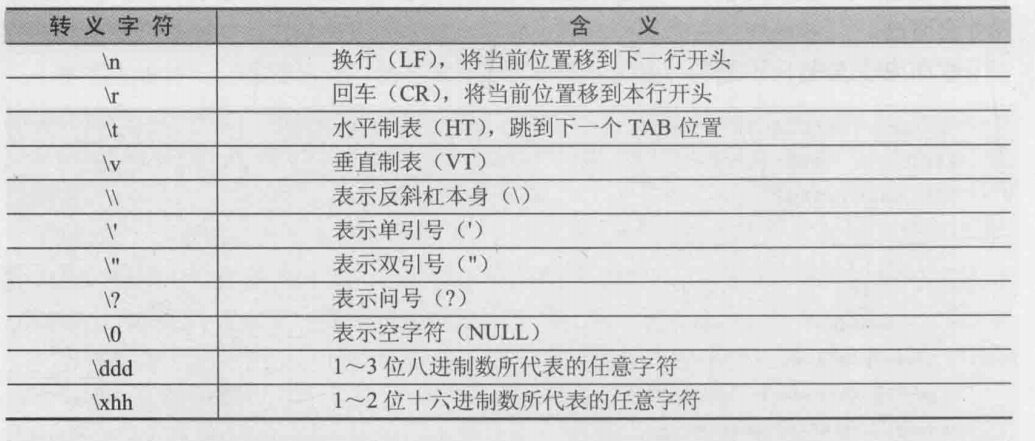 转义字符 含义
\n 换行（LF），将当前位置移到下一行开头
\r 回车（CR），将当前位置移到本行开头
\t 水平制表（HT），跳到下一个 TAB 位置
\v 垂直制表（VT）
\\ 表示反斜杠本身（\）
\' 表示单引号（'）
\" 表示双引号（"）
\? 表示问号（?）
\0 表示空字符（NULL）
\ddd 1～3 位八进制数所代表的任意字符
\xhh 1～2 位十六进制数所代表的任意字符